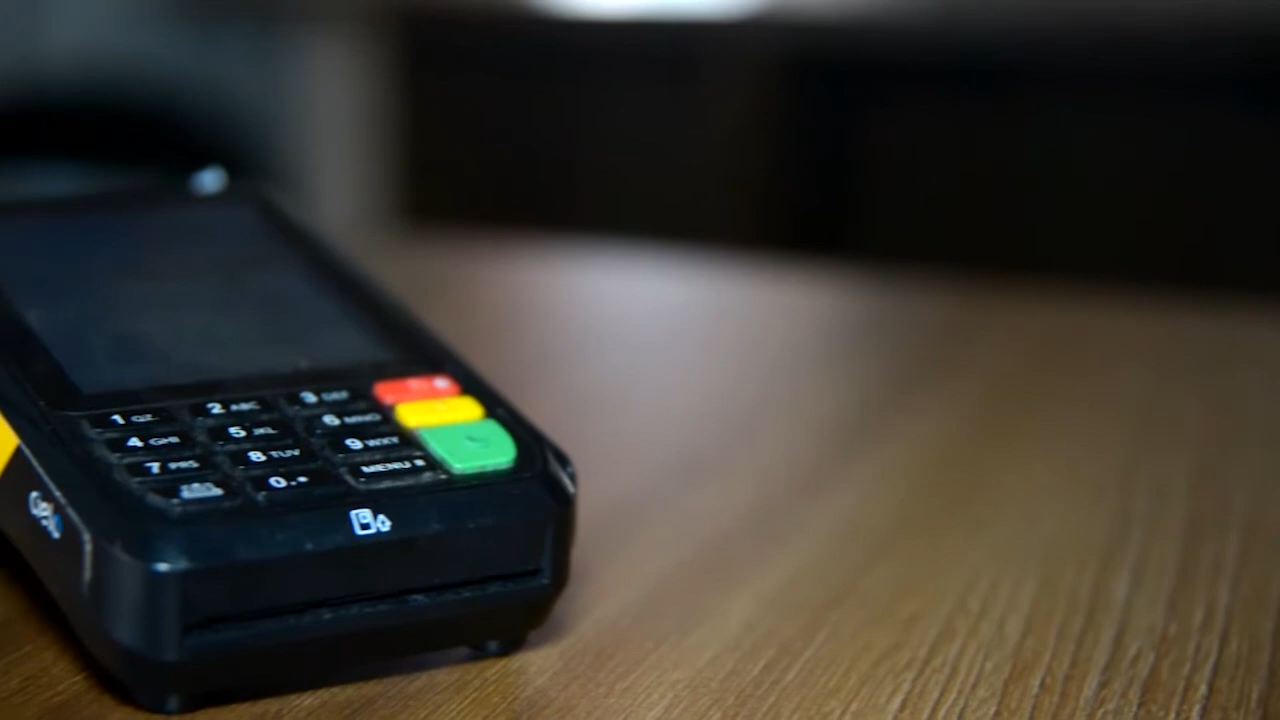 1 QZ 2 ABC 3 DEF
4 GHI 5 JKL 6 MNO
7 PRS 8 TUV 9 WXY
0.* MENU #